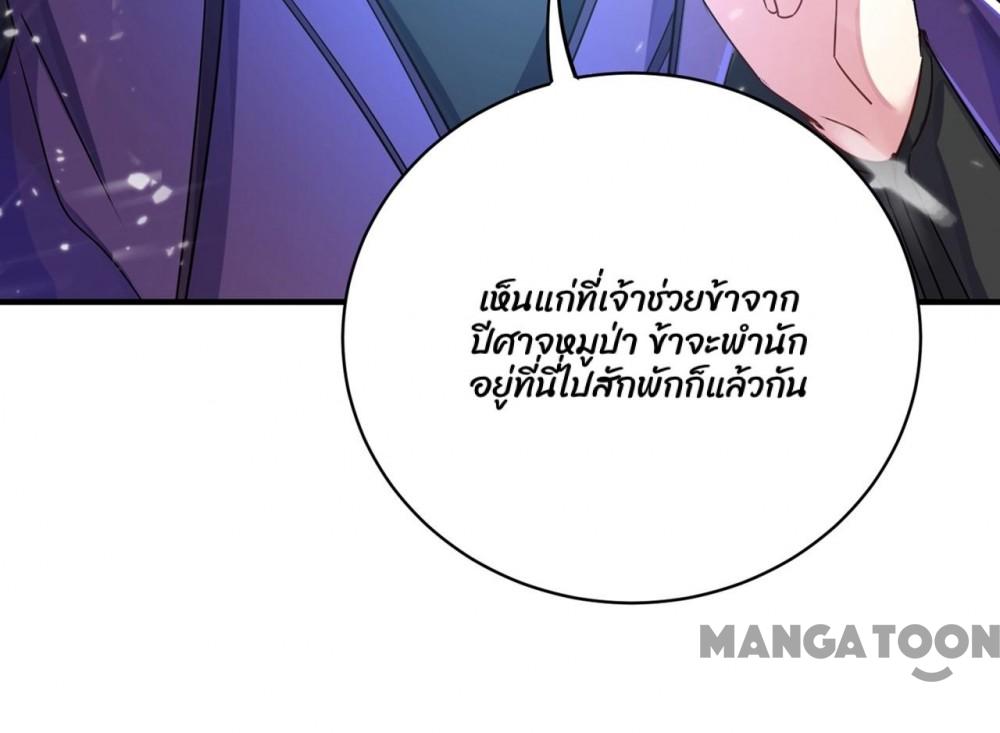 เห็นแก่ที่เจ้าช่วยข้าจาก
ปีศาจหมูป่า ข้าจะพำนัก
อยู่ที่นี่ไปสักพักก็แล้วกัน
MANGATOON